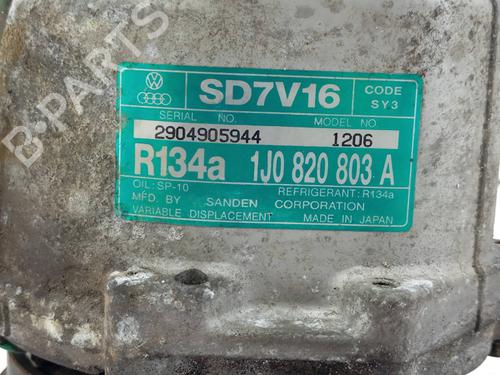 B-PARTS
SD7V16 CODE SY3
SERIAL NO. MODEL NO
2904905944 1206
R134a 1J0 820 803 A
OIL: SP-10 REFRIGERANT: R134a
MFD. BY SANDEN CORPORATION
VARIABLE DISPLACEMENT MADE IN JAPAN